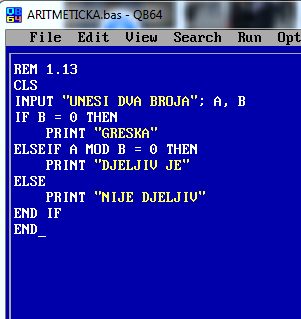 QB64
ARITMETICKA.bas - QB64
File Edit View Search Run Opt
REM 1.13
CLS
INPUT "UNESI DVA BROJA"; A, B
IF B = 0 THEN
    PRINT "GRESKA"
ELSEIF A MOD B = 0 THEN
    PRINT "DJELJIV JE"
ELSE
    PRINT "NIJE DJELJIV"
END IF
END_